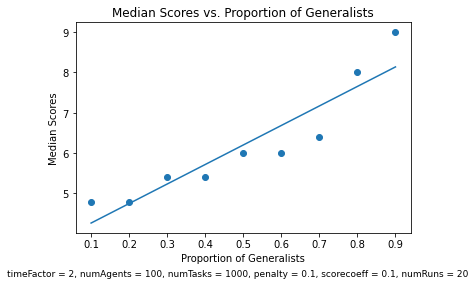 Median Scores vs. Proportion of Generalists
Median Scores
9
8
7
6
5
0.1 0.2 0.3 0.4 0.5 0.6 0.7 0.8 0.9
Proportion of Generalists
timeFactor = 2, numAgents = 100, numTasks = 1000, penalty = 0.1, scorecoeff = 0.1, numRuns = 20